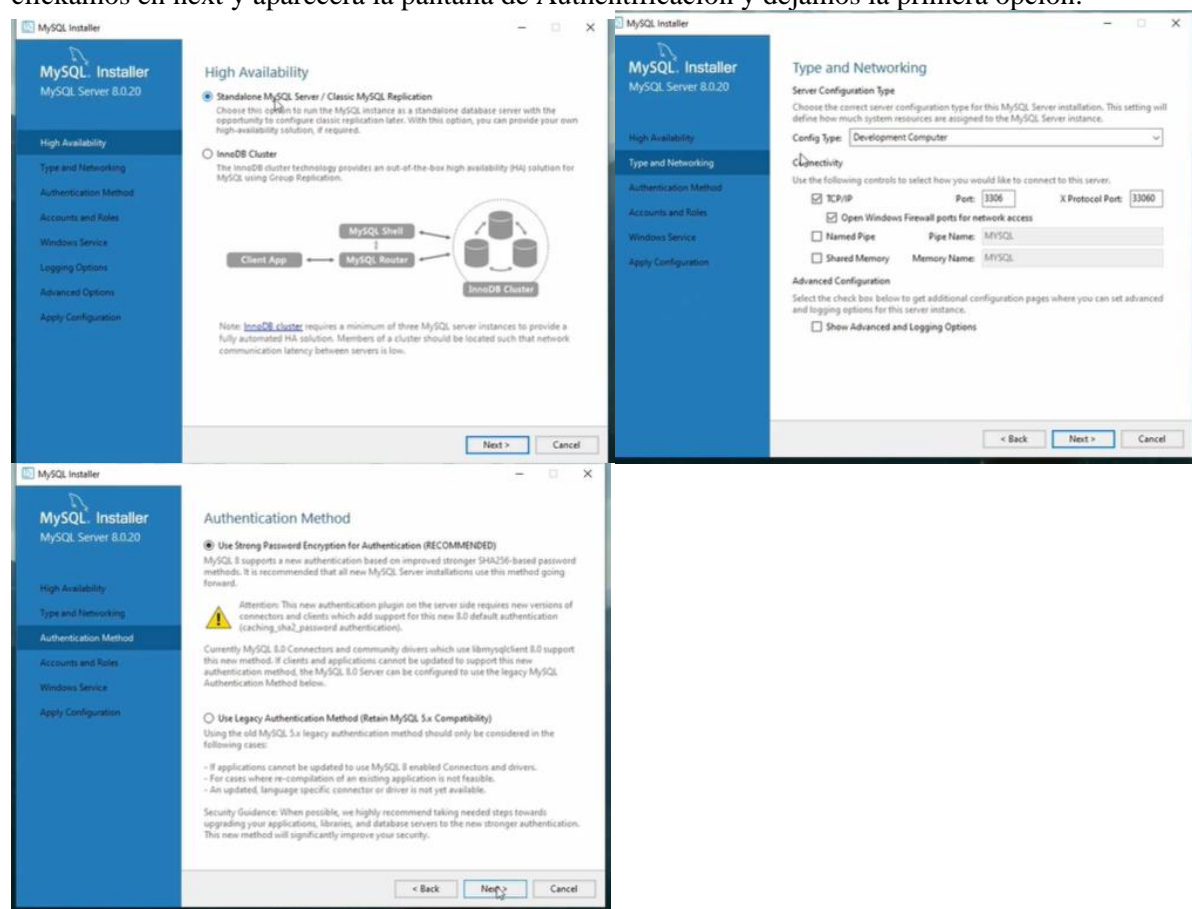 clickamos en next y aparecerá la pantalla de Autentificación y dejamos la primera opción.
MySQL Installer
MySQL. Installer
MySQL Server 8.0.20
High Availability
Type and Networking
Authentication Method
Accounts and Roles
Windows Service
Logging Options
Advanced Options
Apply Configuration
High Availability
Standalone MySQL Server / Classic MySQL Replication
Choose this option to run the MySQL instance as a standalone database server with the
opportunity to configure classic replication later. With this option, you can provide your own
high-availability solution, if required.
InnoDB Cluster
The InnoDB cluster technology provides an out-of-the-box high availability (HA) solution for
MySQL using Group Replication.
MySQL Shell
Client App
MySQL Router
InnoDB Cluster
Note: InnoDB cluster requires a minimum of three MySQL server instances to provide a
fully automated HA solution. Members of a cluster should be located such that network
communication latency between servers is low.
Next >
Cancel
MySQL Installer
MySQL. Installer
MySQL Server 8.0.20
High Availability
Type and Networking
Authentication Method
Accounts and Roles
Windows Service
Apply Configuration
Type and Networking
Server Configuration Type
Choose the correct server configuration type for this MySQL Server installation. This setting will
define how much system resources are assigned to the MySQL Server instance.
Config Type: Development Computer
Connectivity
Use the following controls to select how you would like to connect to this server.
TCP/IP Port: 3306 X Protocol Port: 33060
Open Windows Firewall ports for network access
Named Pipe Pipe Name: MYSQL
Shared Memory Memory Name: MYSQL
Advanced Configuration
Select the check box below to get additional configuration pages where you can set advanced
and logging options for this server instance.
Show Advanced and Logging Options
< Back
Next >
Cancel
MySQL Installer
MySQL. Installer
MySQL Server 8.0.20
High Availability
Type and Networking
Authentication Method
Accounts and Roles
Windows Service
Apply Configuration
Authentication Method
Use Strong Password Encryption for Authentication (RECOMMENDED)
MySQL 8 supports a new authentication based on improved stronger SHA256-based password
methods. It is recommended that all new MySQL Server installations use this method going
forward.
Attention: This new authentication plugin on the server side requires new versions of
connectors and clients which add support for this new 8.0 default authentication
(caching_sha2_password authentication).
Currently MySQL 8.0 Connectors and community drivers which use libmysqlclient 8.0 support
this new method. If clients and applications cannot be updated to support this new
authentication method, the MySQL 8.0 Server can be configured to use the legacy MySQL
Authentication Method below.
Use Legacy Authentication Method (Retain MySQL 5.x Compatibility)
Using the old MySQL 5.x legacy authentication method should only be considered in the
following cases:
- If applications cannot be updated to use MySQL 8 enabled Connectors and drivers.
- For cases where re-compilation of an existing application is not feasible.
- An updated, language specific connector or driver is not yet available.
Security Guidance: When possible, we highly recommend taking needed steps towards
upgrading your applications, libraries, and database servers to the new stronger authentication.
This new method will significantly improve your security.
< Back
Next >
Cancel